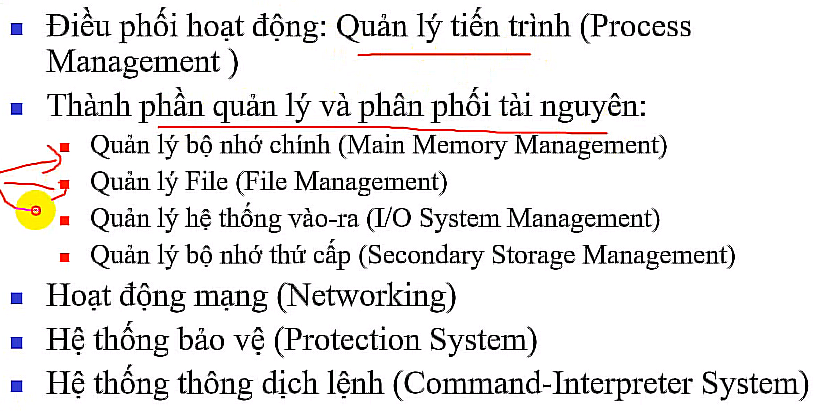 Điều phối hoạt động: Quản lý tiến trình (Process
Management )
Thành phần quản lý và phân phối tài nguyên:
Quản lý bộ nhớ chính (Main Memory Management)
Quản lý File (File Management)
Quản lý hệ thống vào-ra (I/O System Management)
Quản lý bộ nhớ thứ cấp (Secondary Storage Management)
Hoạt động mạng (Networking)
Hệ thống bảo vệ (Protection System)
Hệ thống thông dịch lệnh (Command-Interpreter System)